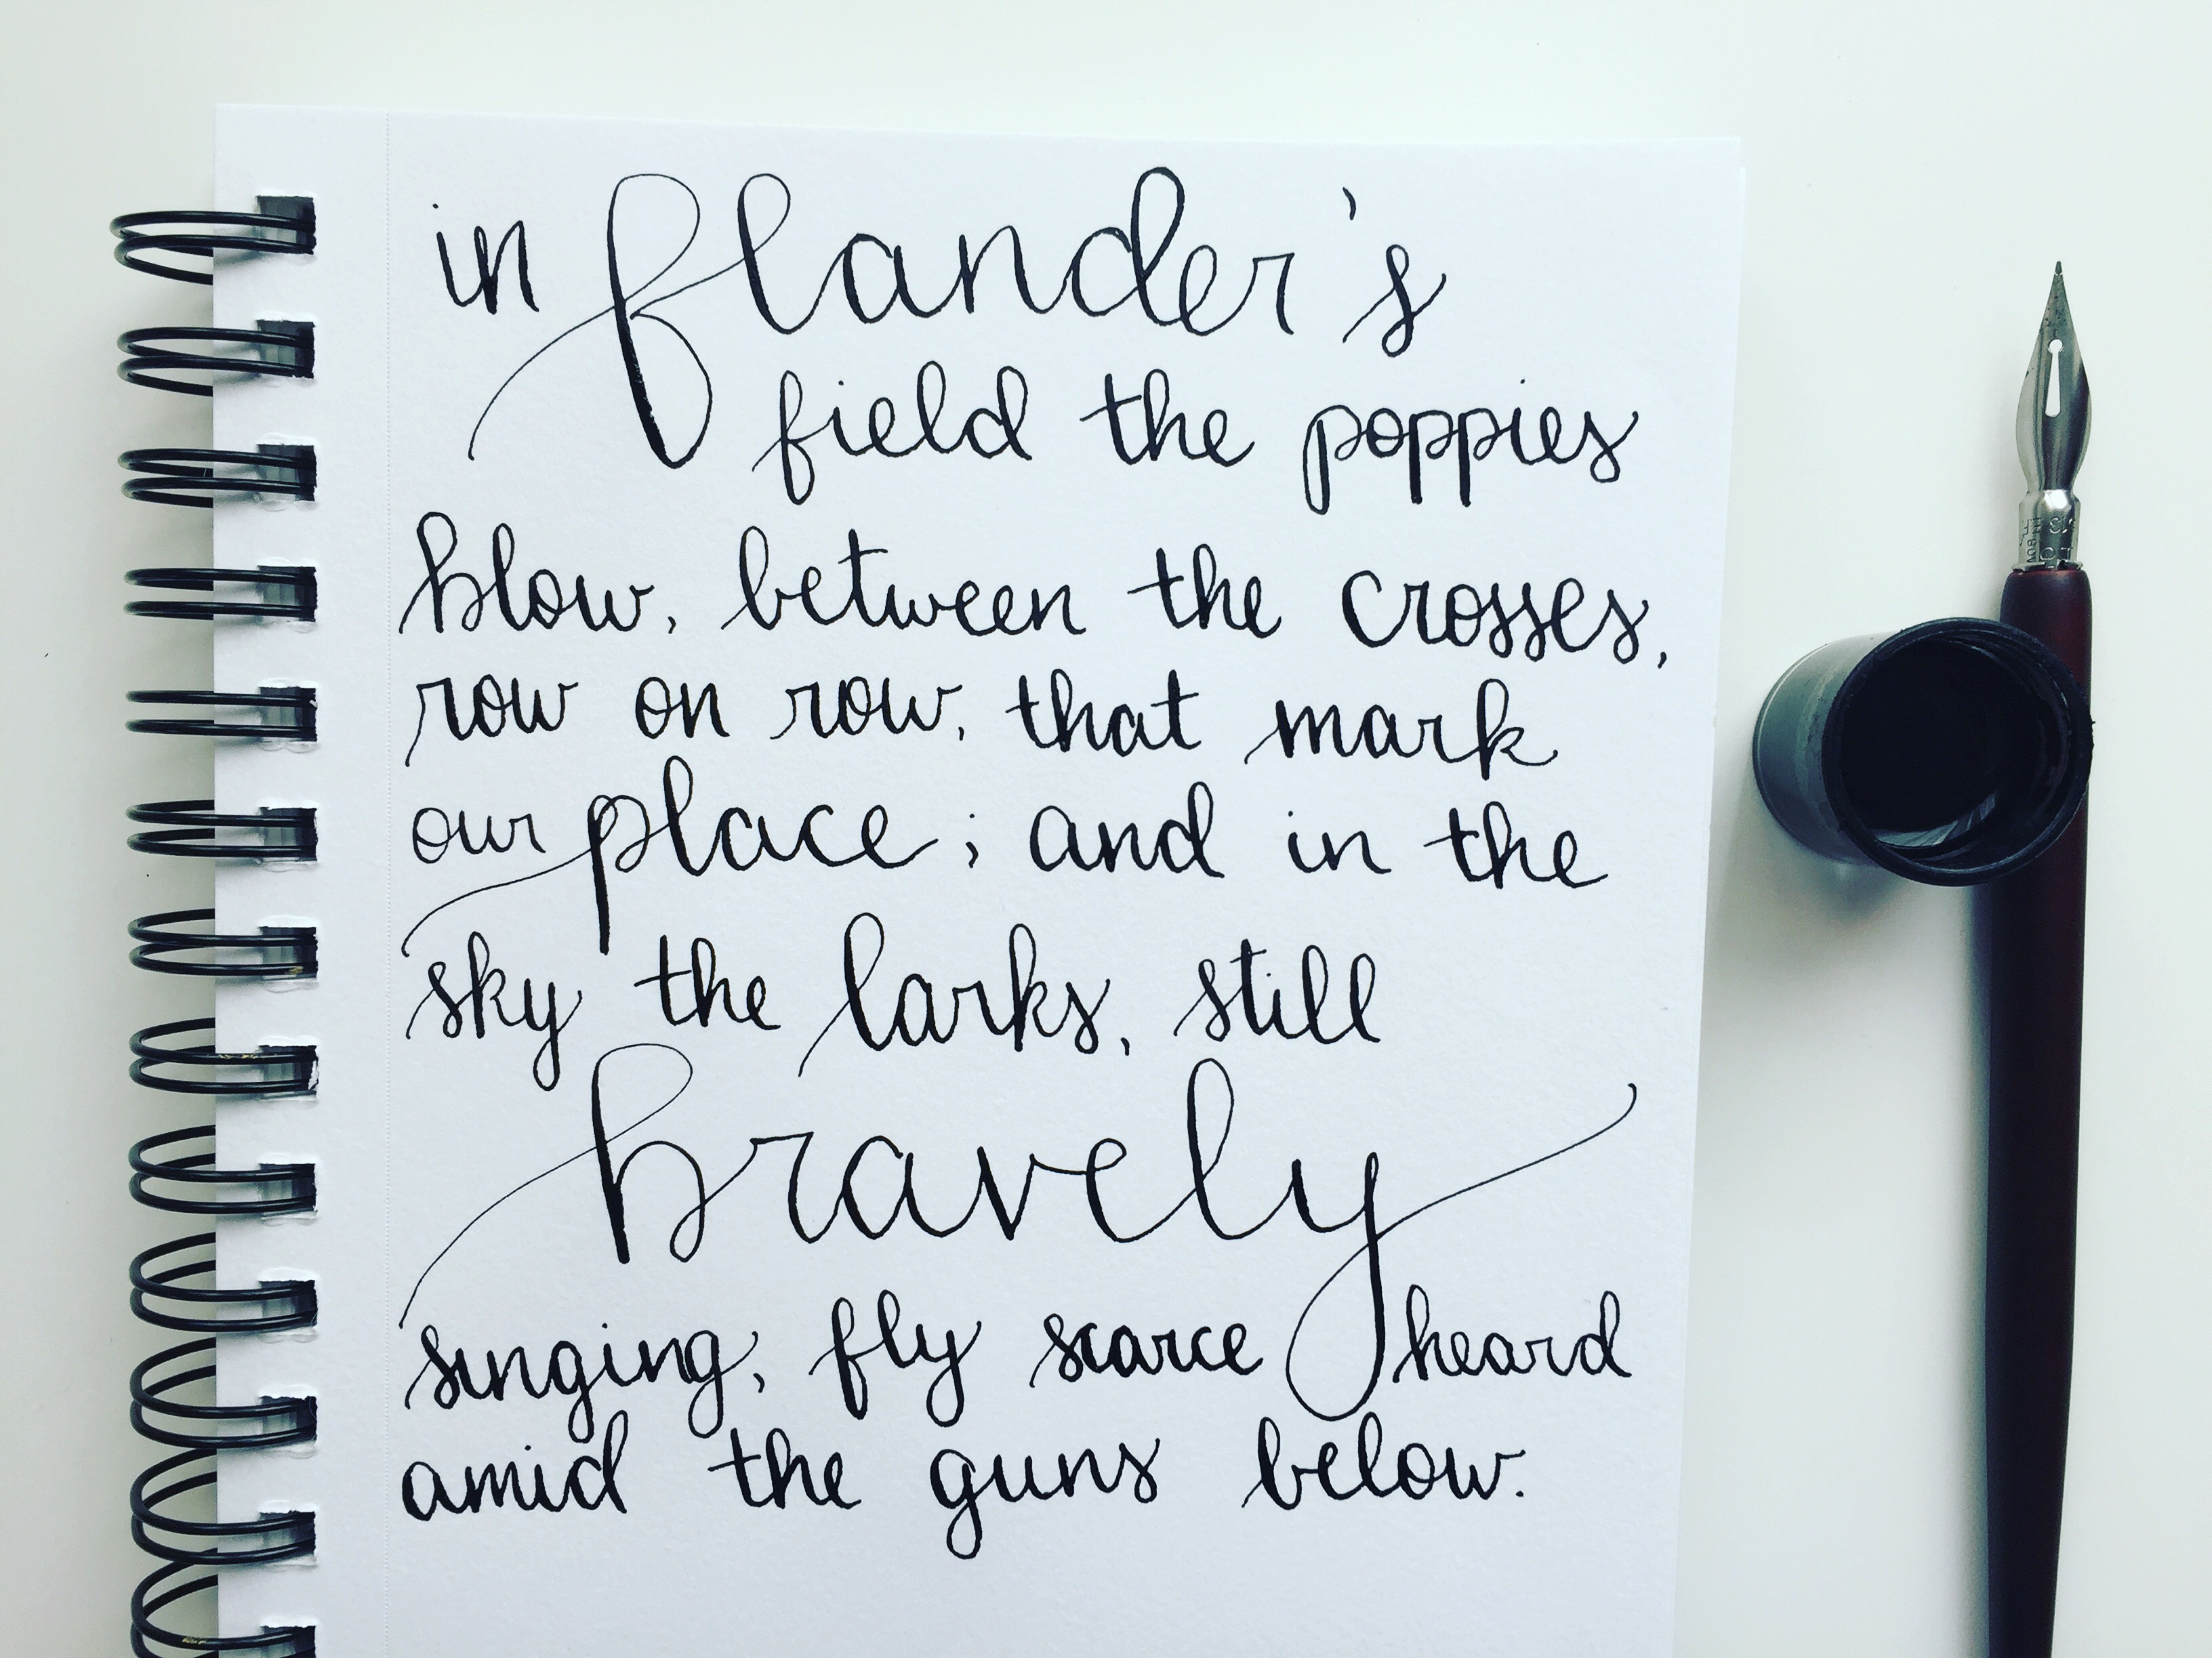 in flander's
field the poppies
blow, between the crosses,
row on row, that mark
our place; and in the
sky the larks, still
bravely
singing, fly scarce heard
amid the guns below.